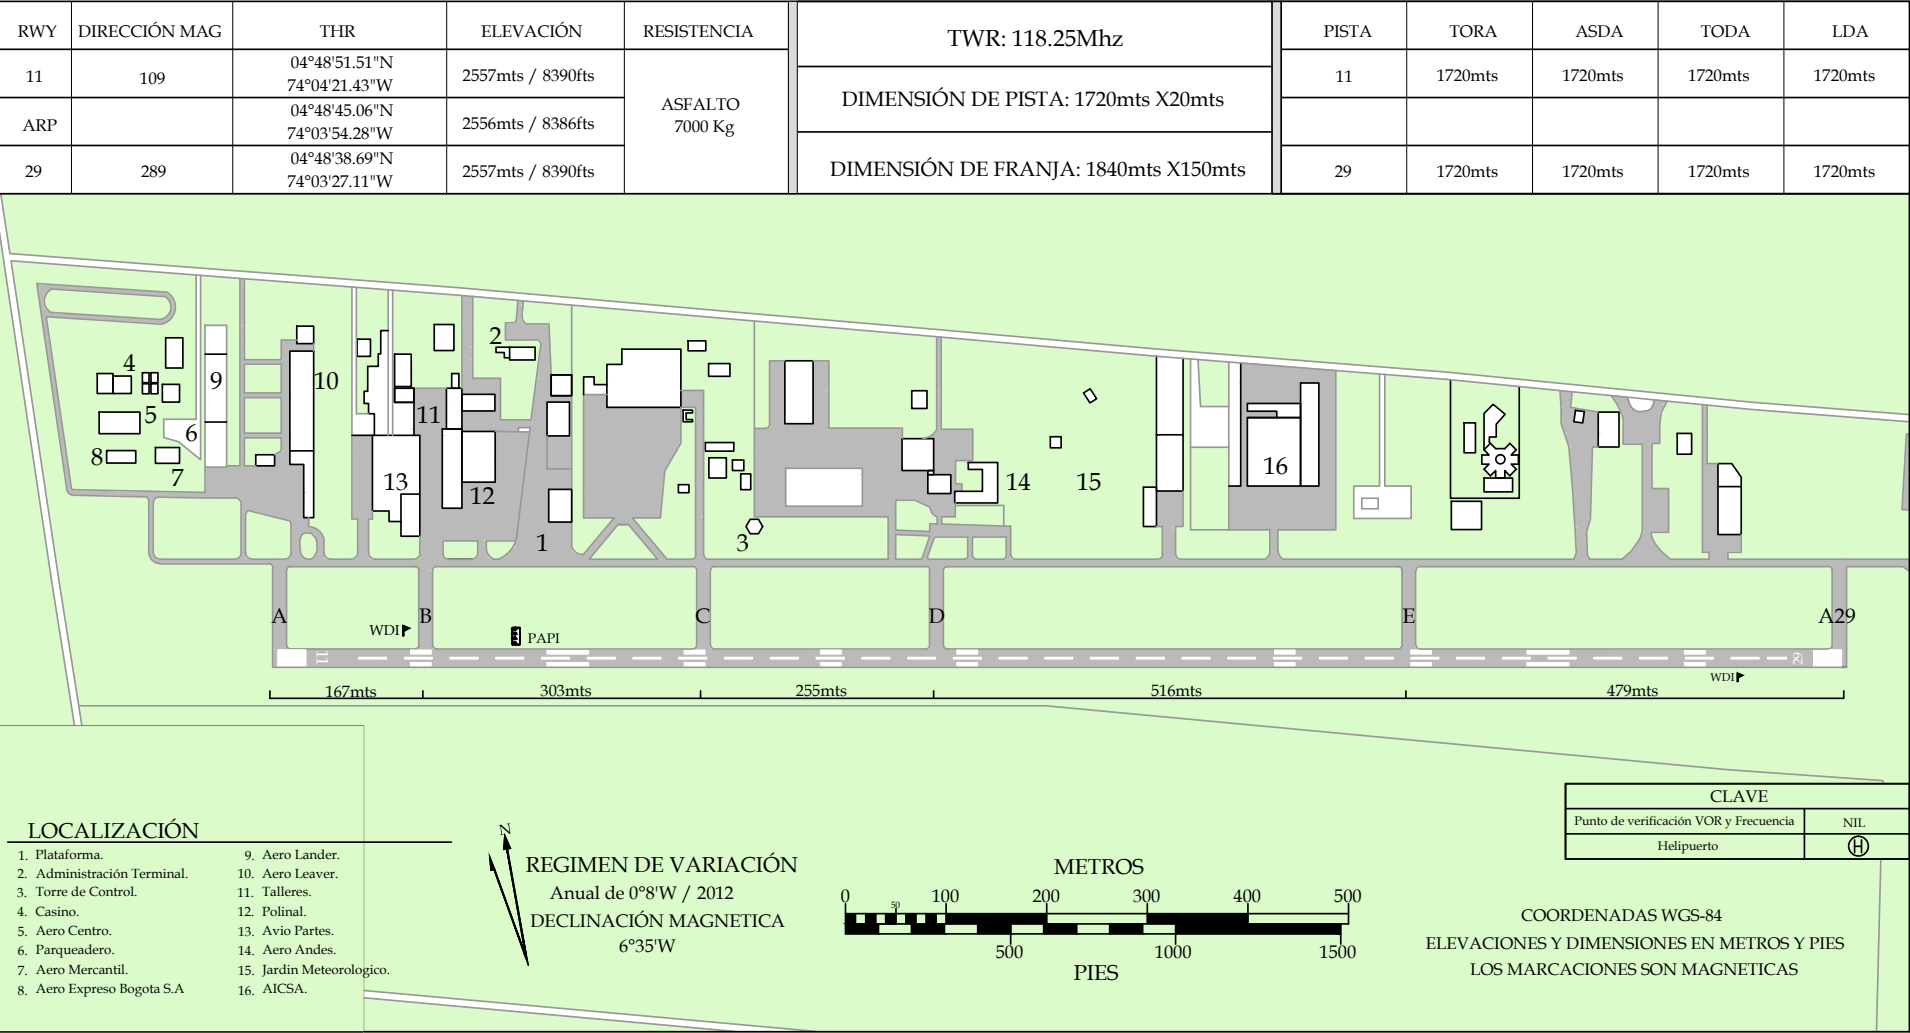 RWY DIRECCIÓN MAG THR ELEVACIÓN RESISTENCIA
11 109 04°48'51.51"N 2557mts / 8390fts
74°04'21.43"W
ARP 04°48'45.06"N 2556mts / 8386fts
74°03'54.28"W
29 289 04°48'38.69"N 2557mts / 8390fts
74°03'27.11"W
ASFALTO
7000 Kg
TWR: 118.25Mhz
DIMENSIÓN DE PISTA: 1720mts X20mts
DIMENSIÓN DE FRANJA: 1840mts X150mts
PISTA TORA ASDA TODA LDA
11 1720mts 1720mts 1720mts 1720mts
29 1720mts 1720mts 1720mts 1720mts
2
4
9
10
5
11
6
8
7
13
12
14
15
16
1
3
A
B
C
D
E
A29
WDI
PAPI
11
29
WDI
167mts 303mts 255mts 516mts 479mts
CLAVE
Punto de verificación VOR y Frecuencia NIL
Helipuerto H
LOCALIZACIÓN
1. Plataforma.
2. Administración Terminal.
3. Torre de Control.
4. Casino.
5. Aero Centro.
6. Parqueadero.
7. Aero Mercantil.
8. Aero Expreso Bogota S.A
9. Aero Lander.
10. Aero Leaver.
11. Talleres.
12. Polinal.
13. Avio Partes.
14. Aero Andes.
15. Jardin Meteorologico.
16. AICSA.
N
REGIMEN DE VARIACIÓN
Anual de 0°8'W / 2012
DECLINACIÓN MAGNETICA
6°35'W
METROS
0 50 100 200 300 400 500
500 1000 1500
PIES
COORDENADAS WGS-84
ELEVACIONES Y DIMENSIONES EN METROS Y PIES
LOS MARCACIONES SON MAGNETICAS